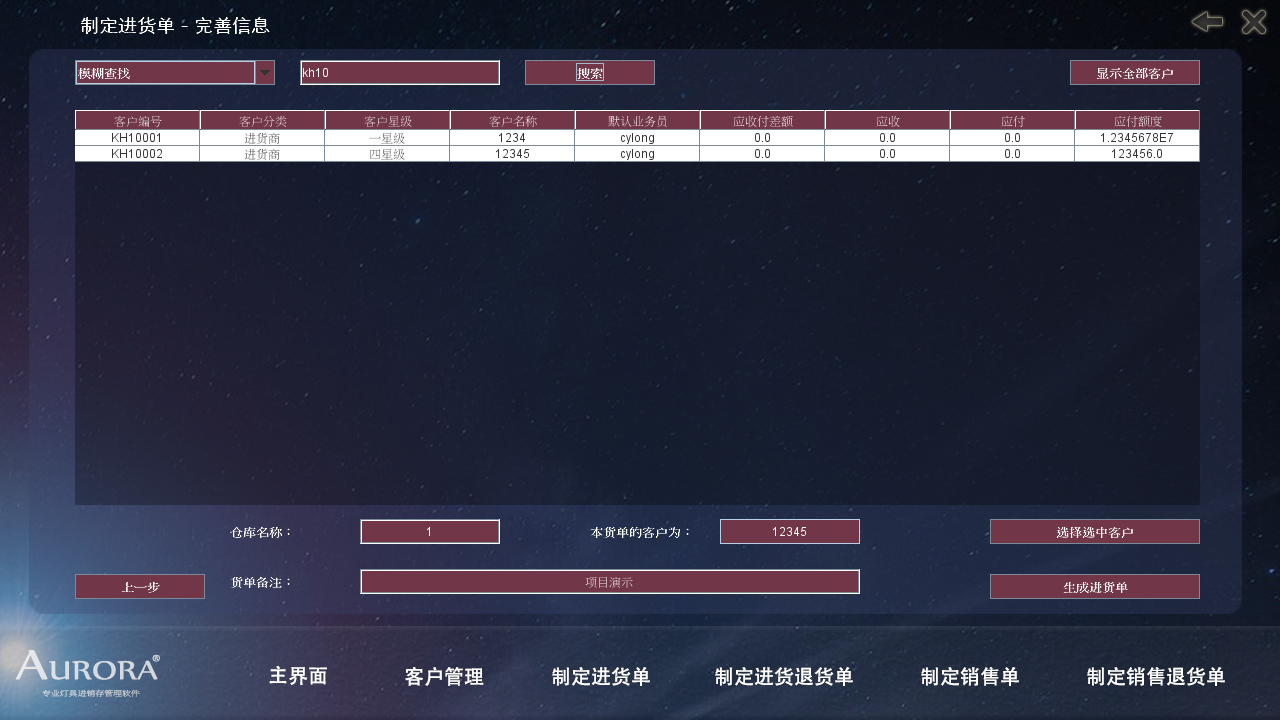 制定进货单 - 完善信息
模糊查找 kh10 搜索 显示全部客户
客户编号 客户分类 客户星级 客户名称 默认业务员 应收付差额 应收 应付 应付额度
KH10001 进货商 一星级 1234 cylong 0.0 0.0 0.0 1.2345678E7
KH10002 进货商 四星级 12345 cylong 0.0 0.0 0.0 123456.0
仓库名称： 1 本货单的客户为： 12345 选择选中客户
上一步 货单备注： 项目演示 生成进货单
AURORA®
专业灯具进销存管理软件
主界面 客户管理 制定进货单 制定进货退货单 制定销售单 制定销售退货单